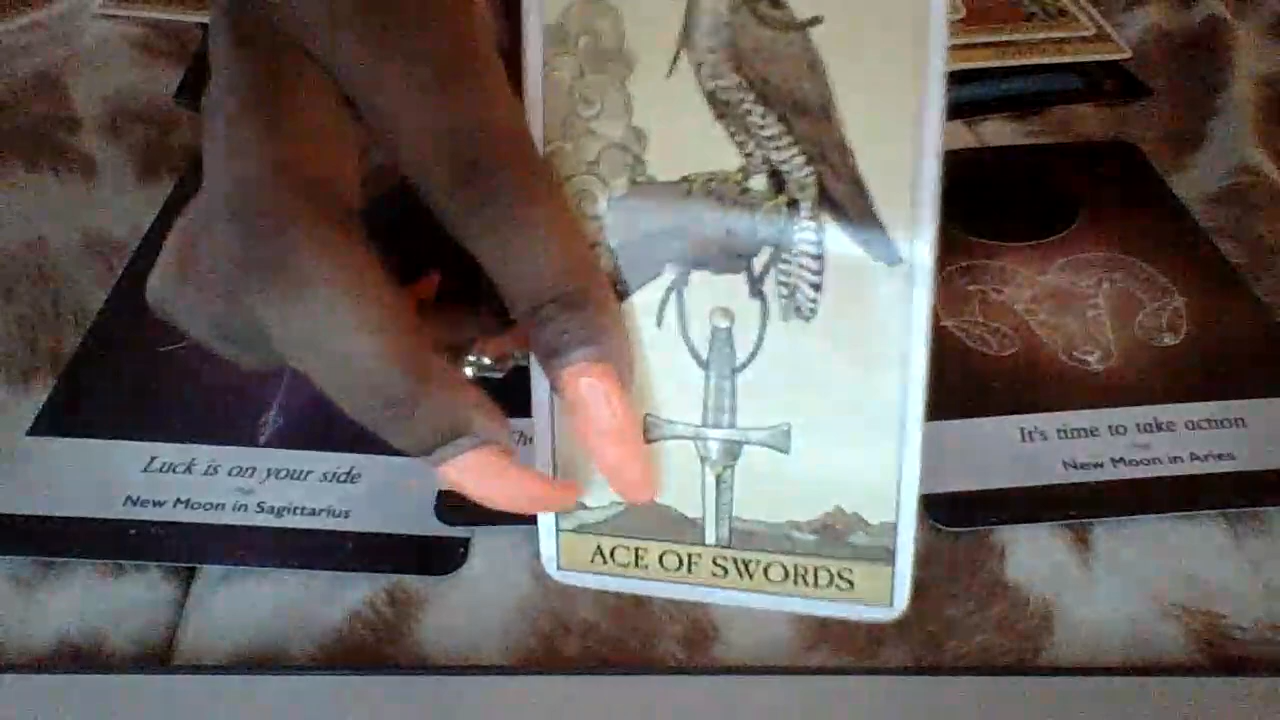 Luck is on your side
New Moon in Sagittarius
ACE OF SWORDS
It's time to take action
New Moon in Aries